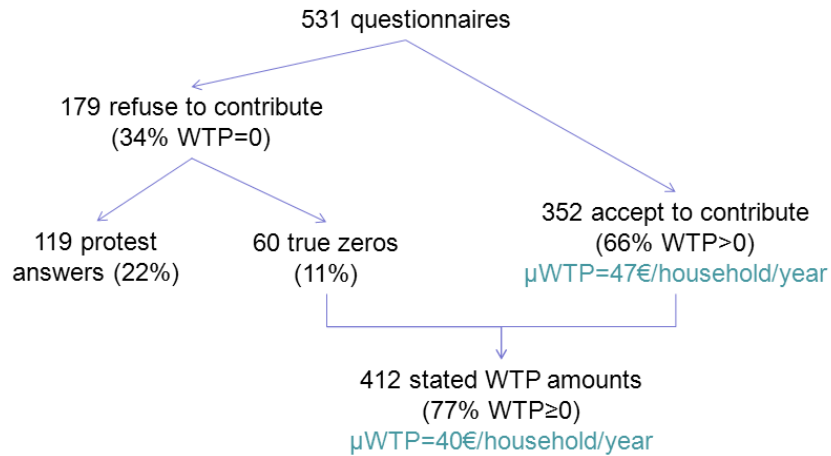 531 questionnaires
179 refuse to contribute
(34% WTP=0)
119 protest
answers (22%)
60 true zeros
(11%)
352 accept to contribute
(66% WTP>0)
μWTP=47€/household/year
412 stated WTP amounts
(77% WTP≥0)
μWTP=40€/household/year